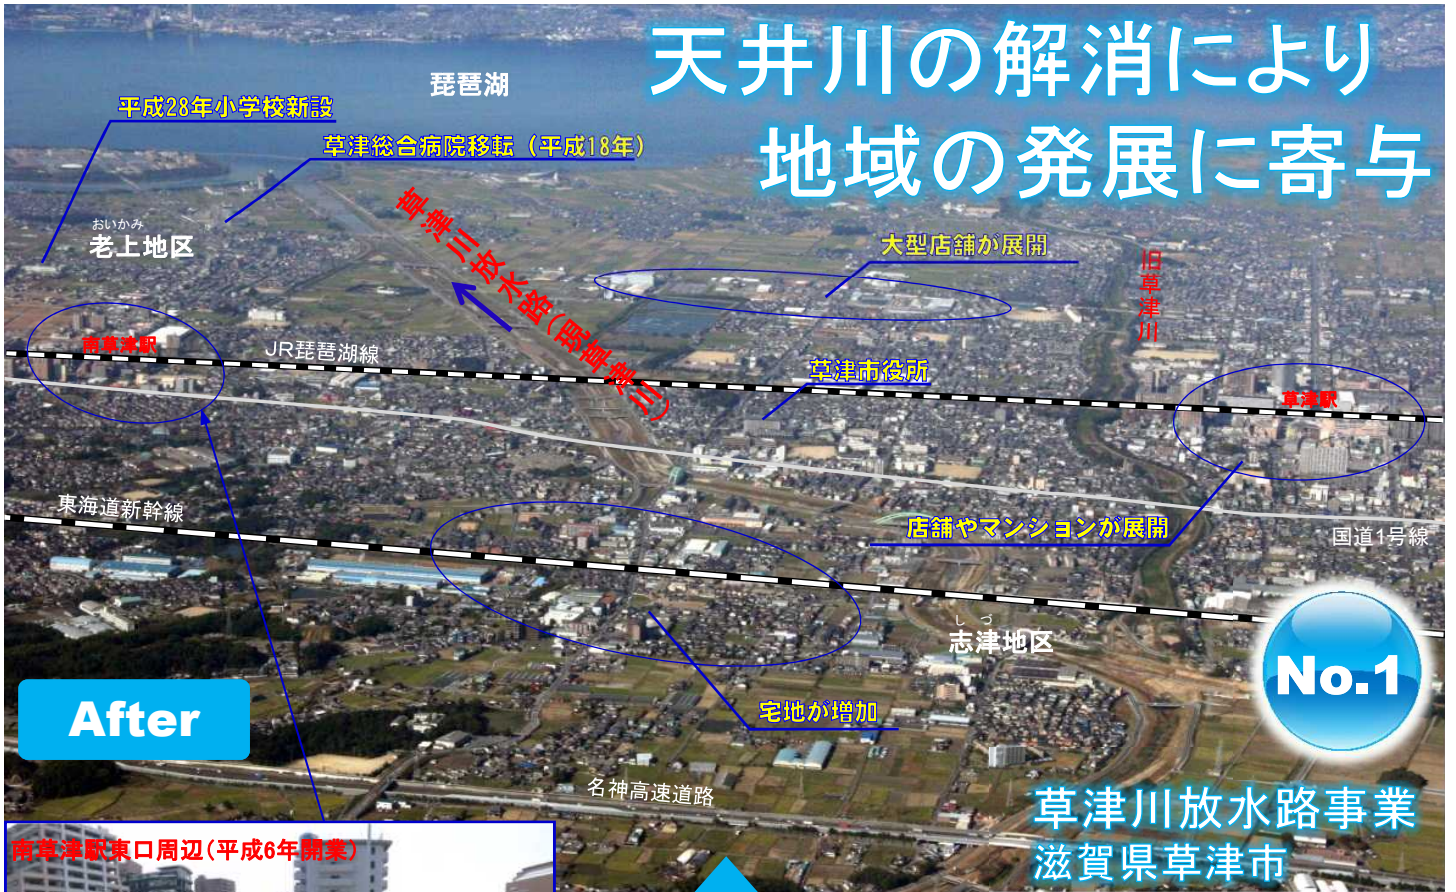 天井川の解消により
地域の発展に寄与
琵琶湖
平成28年小学校新設
草津総合病院移転（平成18年）
おいかみ
老上地区
草津川放水路（現草津川）
大型店舗が展開
旧草津川
南草津駅
JR琵琶湖線
草津市役所
草津駅
東海道新幹線
店舗やマンションが展開
国道1号線
しづ
志津地区
No.1
After
宅地が増加
名神高速道路
草津川放水路事業
滋賀県草津市
南草津駅東口周辺（平成6年開業）